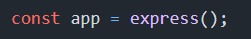 const app = express();